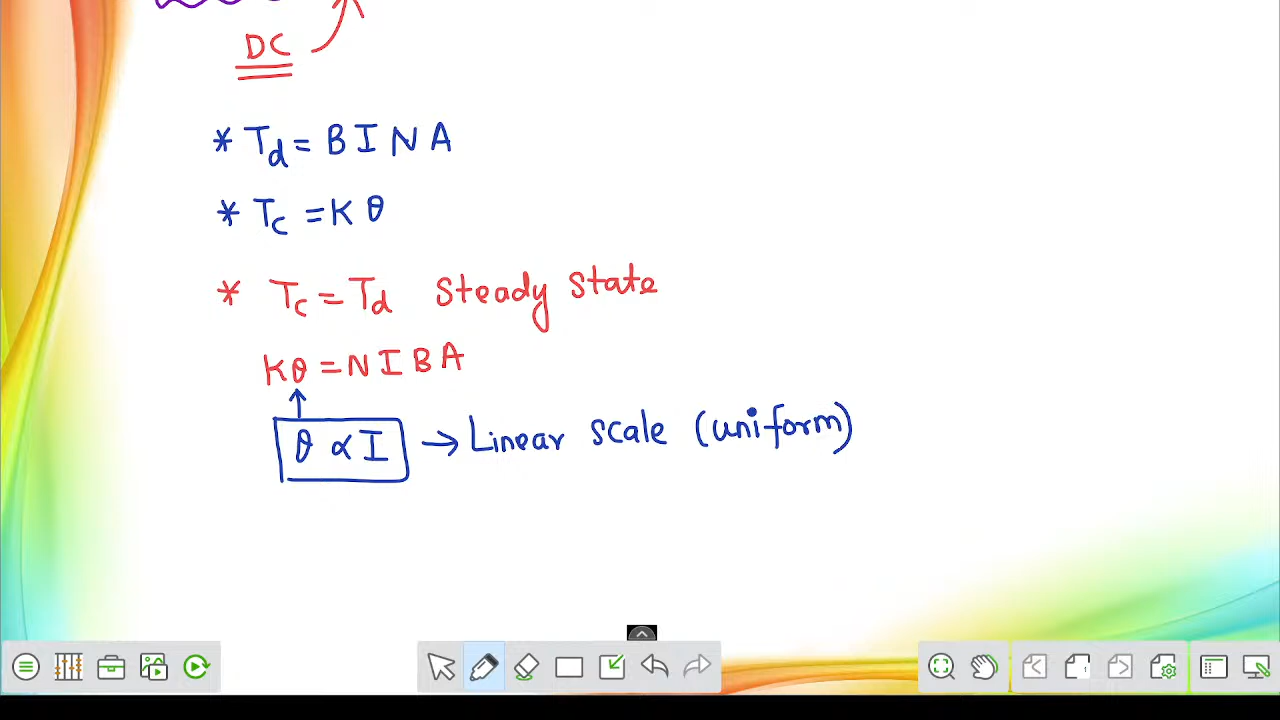 DC
* Td = B I N A
* Tc = K θ
* Tc = Td Steady State
Kθ = N I B A
θ ∝ I → Linear scale (uniform)